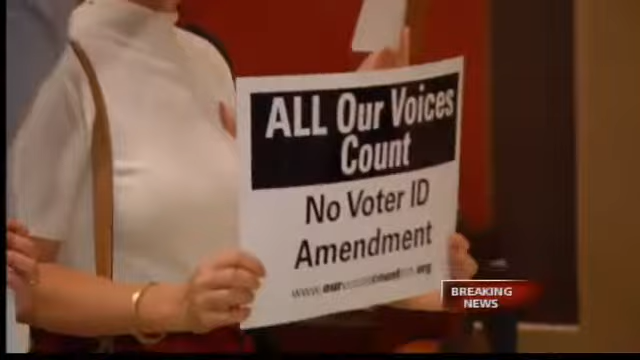 ALL Our Voices
Count
No Voter ID
Amendment
BREAKING
NEWS